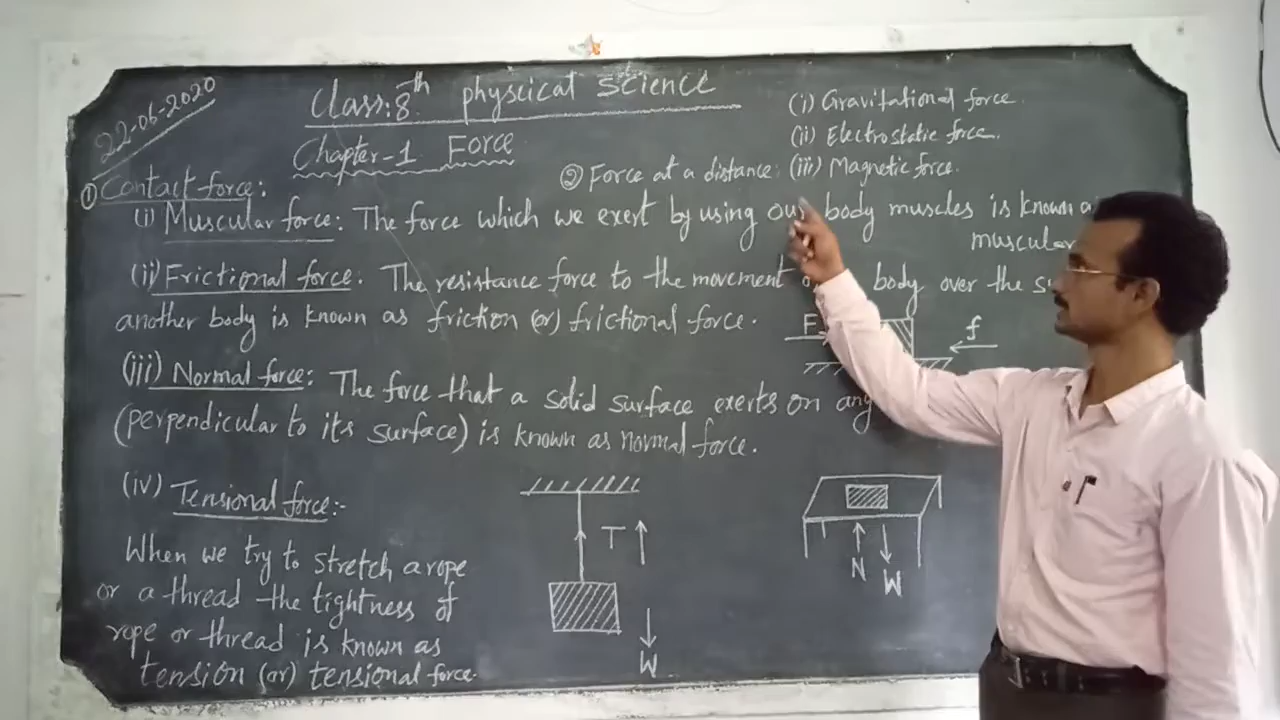 22-06-2020
Class: 8th physcical science
Chapter-1 Force
(i) Gravitational force
(ii) Electrostatic force.
② Force at a distance: (iii) Magnetic force.
① Contact force:
(i) Muscular force: The force which we exert by using our body muscles is known
muscular
(ii) Frictional force. The resistance force to the movement body over the
another body is known as friction (or) frictional force.
F f
(iii) Normal force: The force that a solid surface exerts on any
(perpendicular to its surface) is known as normal force.
(iv) Tensional force:-
When we try to stretch a rope
or a thread the tightness of
rope or thread is known as
tension (or) tensional force.
T
W
N W